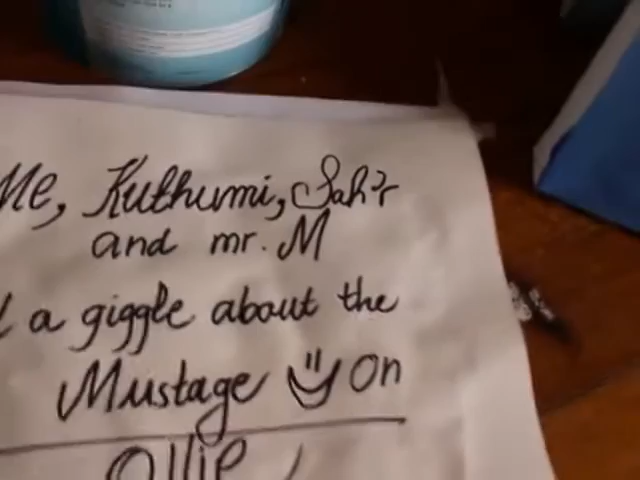 Me, Kuthumi, Sah'r
and mr. M
a giggle about the
Mustage on
Ollie